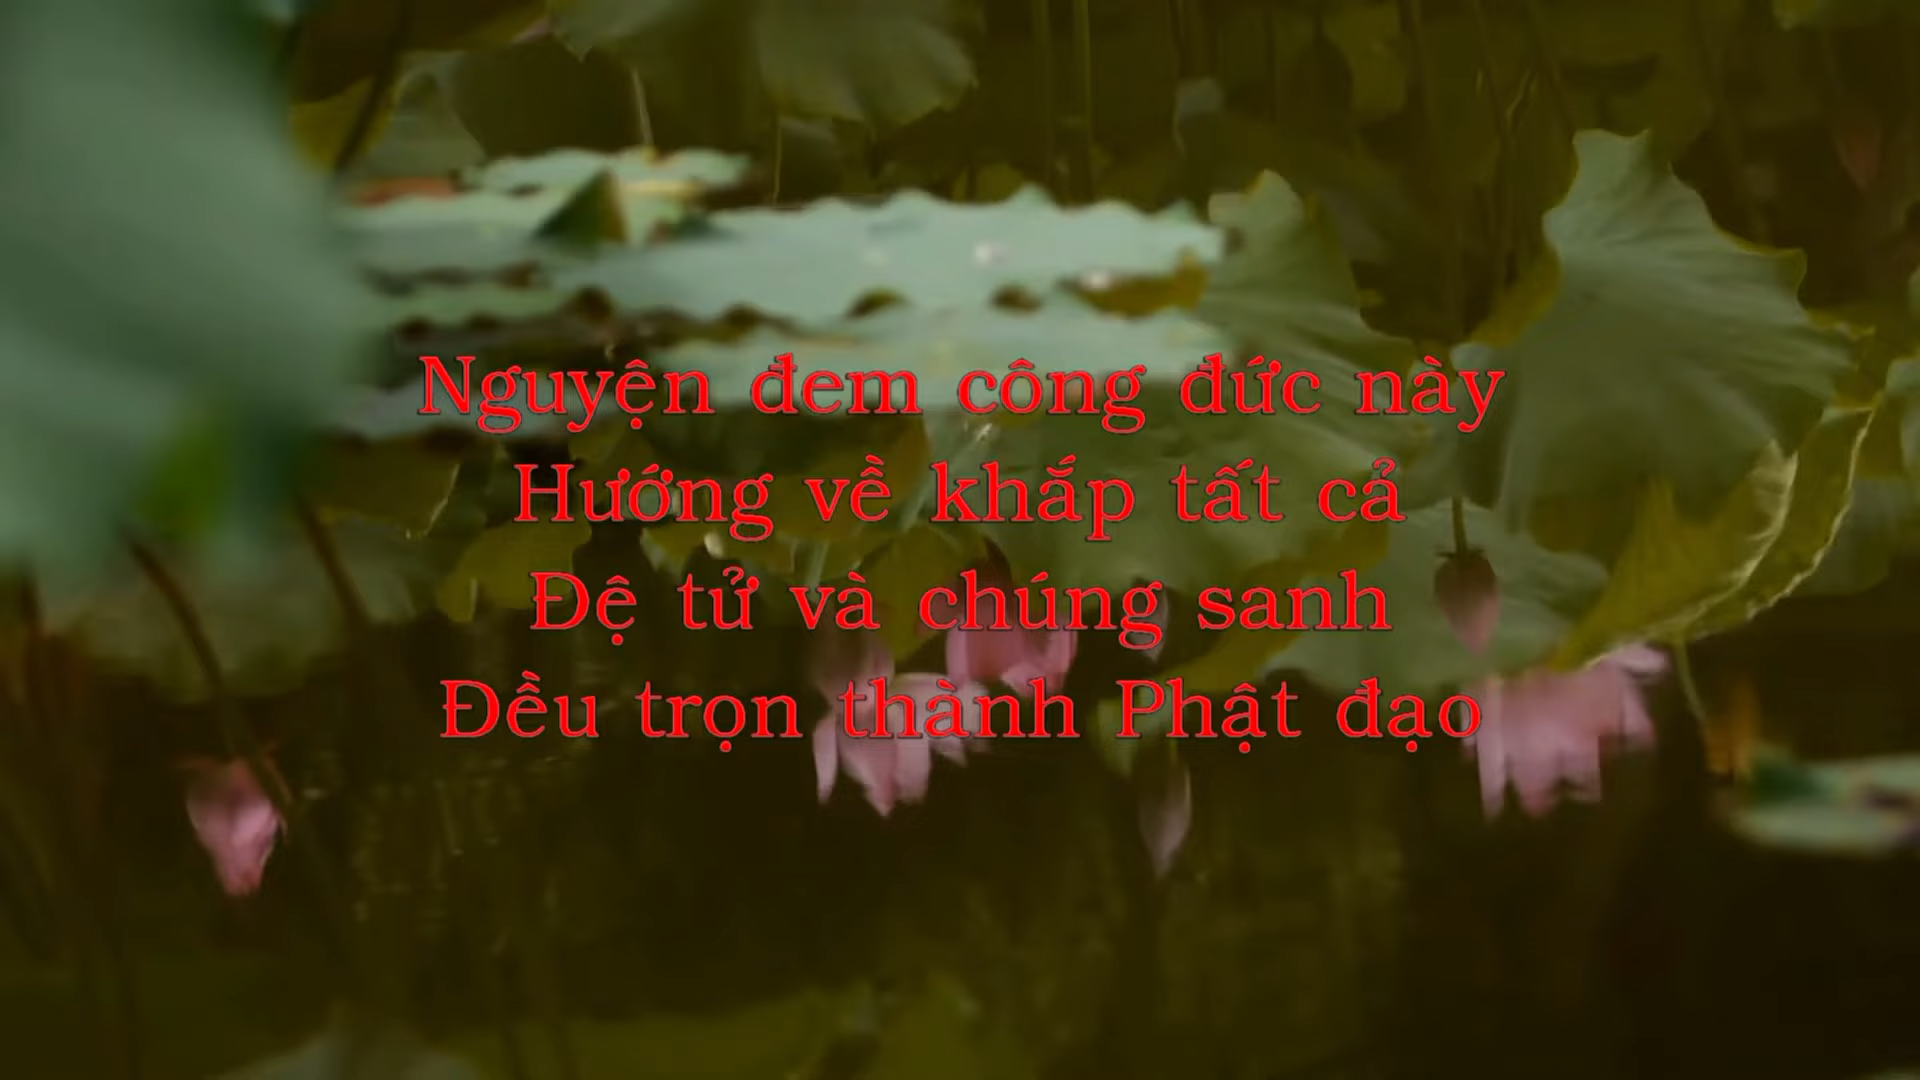 Nguyện đem công đức này
Hướng về khắp tất cả
Đệ tử và chúng sanh
Đều trọn thành Phật đạo